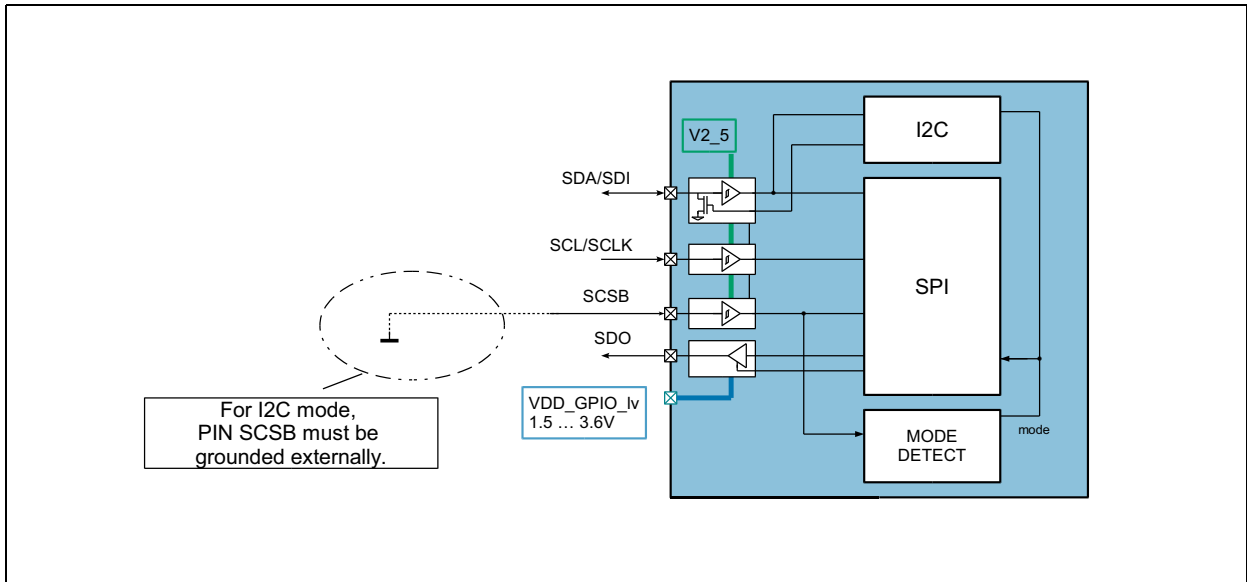 I2C
V2_5
SDA/SDI
SCL/SCLK
SPI
SCSB
SDO
VDD_GPIO_lv
1.5 … 3.6V
For I2C mode,
PIN SCSB must be
grounded externally.
MODE
DETECT
mode